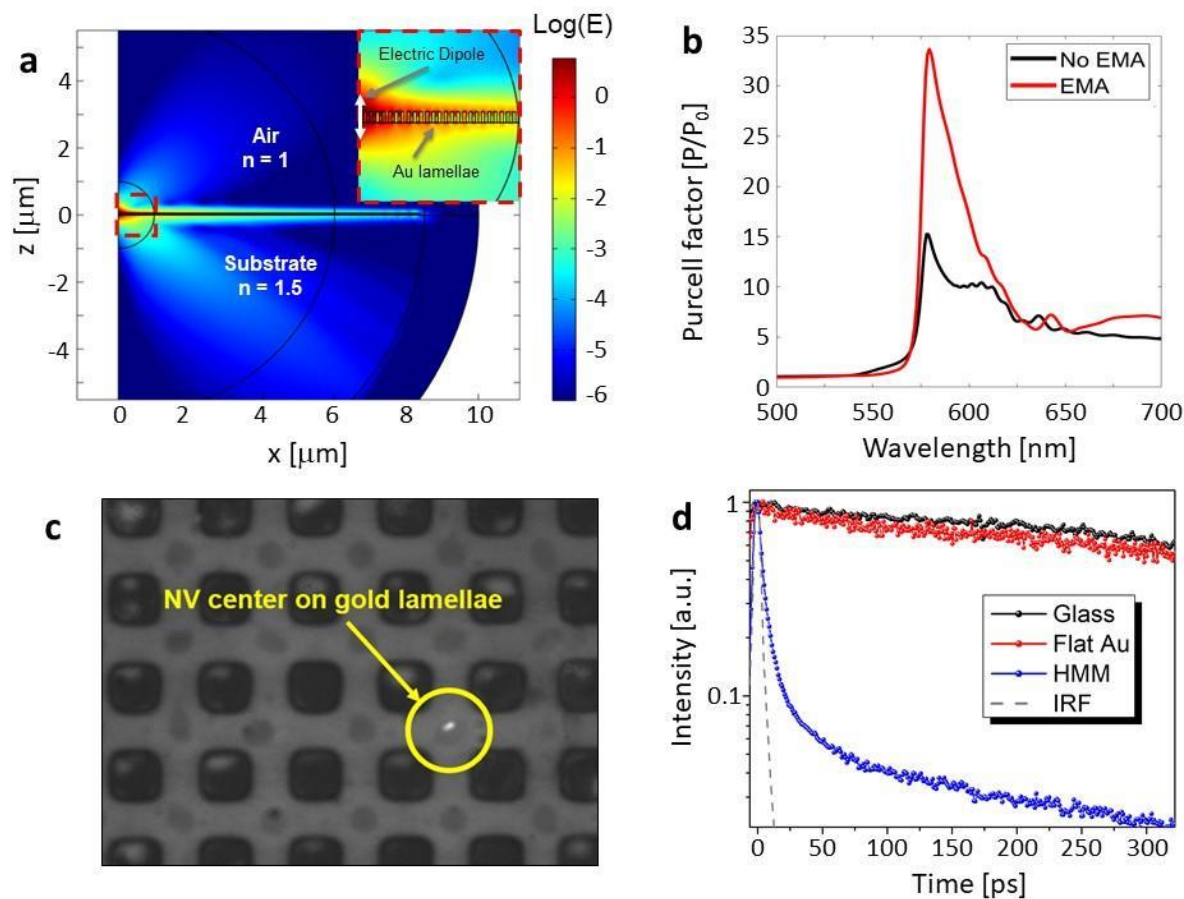 a
Log(E)
Electric Dipole
Au lamellae
Air
n = 1
Substrate
n = 1.5
z [μm]
4
2
0
-2
-4
0
2
4
6
8
10
x [μm]
0
-1
-2
-3
-4
-5
-6
b
No EMA
EMA
Purcell factor [P/P₀]
35
30
25
20
15
10
5
0
500
550
600
650
700
Wavelength [nm]
c
NV center on gold lamellae
d
Intensity [a.u.]
1
0.1
Glass
Flat Au
HMM
IRF
0
50
100
150
200
250
300
Time [ps]